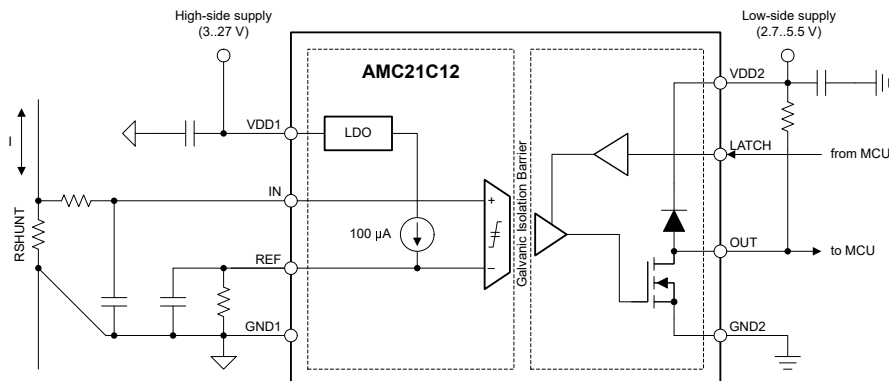 High-side supply
(3..27 V)
Low-side supply
(2.7..5.5 V)
AMC21C12
VDD1
LDO
VDD2
I
LATCH
from MCU
IN
+
100 µA
Galvanic Isolation Barrier
RSHUNT
REF
–
OUT
to MCU
GND1
GND2